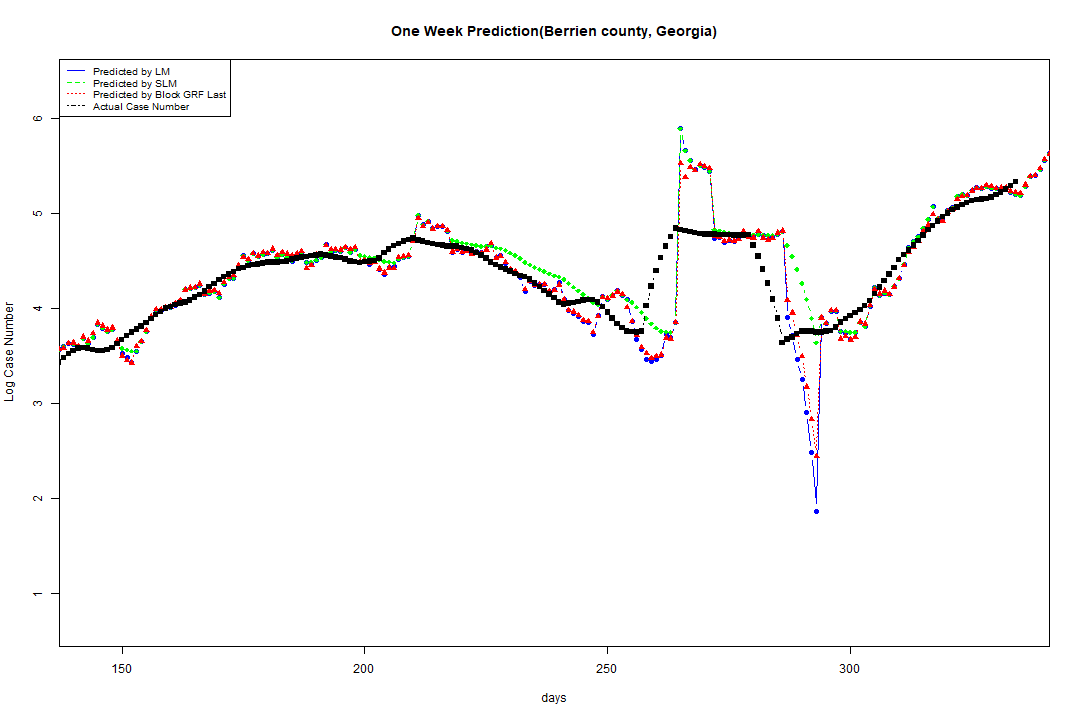 One Week Prediction(Berrien county, Georgia)
Predicted by LM
Predicted by SLM
Predicted by Block GRF Last
Actual Case Number
Log Case Number
6
5
4
3
2
1
150
200
250
300
days